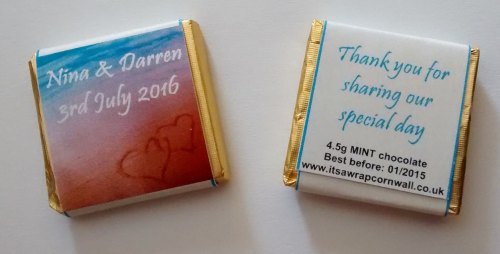 Nina & Darren
3rd July 2016
Thank you for
sharing our
special day
4.5g MINT chocolate
Best before: 01/2015
www.itsawrapcornwall.co.uk